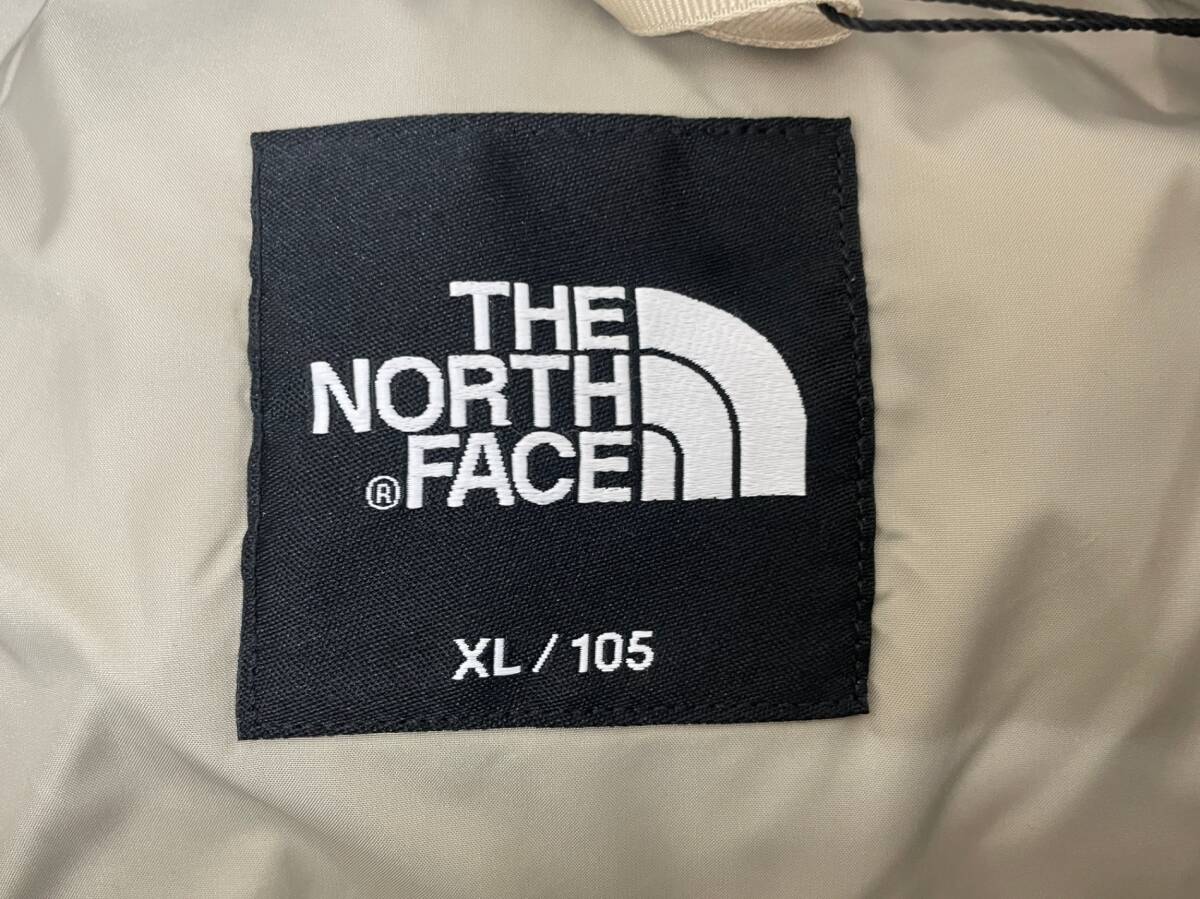 THE
NORTH
® FACE
XL / 105